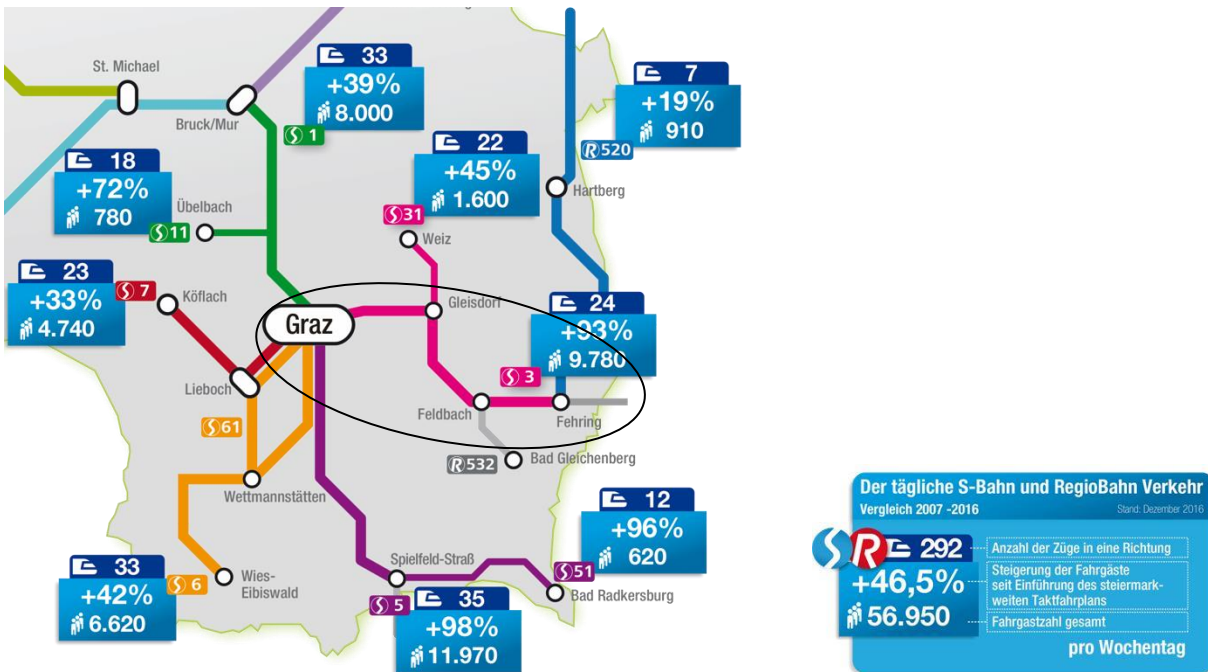 St. Michael
Bruck/Mur
33
+39%
8.000
S 1
7
+19%
910
R520
Hartberg
22
+45%
1.600
S31
Weiz
18
+72%
780
Übelbach
S11
23
+33%
4.740
S 7
Köflach
Graz
Gleisdorf
24
+93%
9.780
S 3
Lieboch
Feldbach
Fehring
S61
R532
Bad Gleichenberg
Wettmannstätten
12
+96%
620
S51
Bad Radkersburg
Spielfeld-Straß
33
+42%
6.620
S 6
Wies-
Eibiswald
S 5
35
+98%
11.970
Der tägliche S-Bahn und RegioBahn Verkehr
Vergleich 2007 -2016
Stand: Dezember 2016
S R
292
Anzahl der Züge in eine Richtung
+46,5%
Steigerung der Fahrgäste
seit Einführung des steiermark-
weiten Taktfahrplans
56.950
Fahrgastzahl gesamt
pro Wochentag